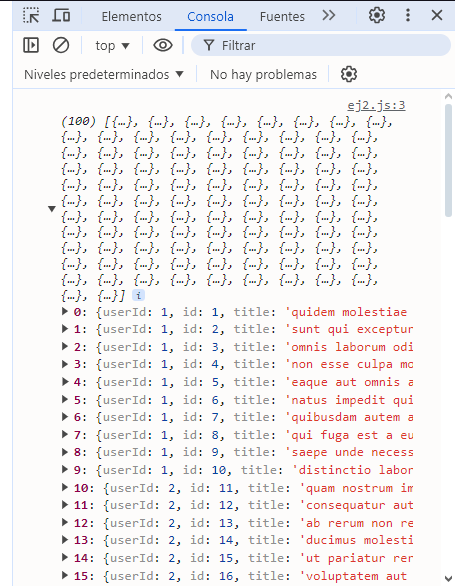 Elementos Consola Fuentes
top Filtrar
Niveles predeterminados No hay problemas
ej2.js:3
(100) [{…}, {…}, {…}, {…}, {…}, {…}, {…}, {…},
{…}, {…}, {…}, {…}, {…}, {…}, {…}, {…}, {…},
{…}, {…}, {…}, {…}, {…}, {…}, {…}, {…}, {…},
{…}, {…}, {…}, {…}, {…}, {…}, {…}, {…}, {…},
{…}, {…}, {…}, {…}, {…}, {…}, {…}, {…}, {…},
{…}, {…}, {…}, {…}, {…}, {…}, {…}, {…}, {…},
{…}, {…}, {…}, {…}, {…}, {…}, {…}, {…}, {…},
{…}, {…}, {…}, {…}, {…}, {…}, {…}, {…}, {…},
{…}, {…}, {…}, {…}, {…}, {…}, {…}, {…}, {…},
{…}, {…}, {…}, {…}, {…}, {…}, {…}, {…}, {…},
{…}, {…}, {…}, {…}, {…}, {…}, {…}, {…}, {…},
{…}, {…}] i
0: {userId: 1, id: 1, title: 'quidem molestiae
1: {userId: 1, id: 2, title: 'sunt qui exceptur
2: {userId: 1, id: 3, title: 'omnis laborum odi
3: {userId: 1, id: 4, title: 'non esse culpa mo
4: {userId: 1, id: 5, title: 'eaque aut omnis a
5: {userId: 1, id: 6, title: 'natus impedit qui
6: {userId: 1, id: 7, title: 'quibusdam autem a
7: {userId: 1, id: 8, title: 'qui fuga est a eu
8: {userId: 1, id: 9, title: 'saepe unde necess
9: {userId: 1, id: 10, title: 'distinctio labor
10: {userId: 2, id: 11, title: 'quam nostrum im
11: {userId: 2, id: 12, title: 'consequatur aut
12: {userId: 2, id: 13, title: 'ab rerum non re
13: {userId: 2, id: 14, title: 'ducimus molesti
14: {userId: 2, id: 15, title: 'ut pariatur rer
15: {userId: 2, id: 16, title: 'voluptatem aut